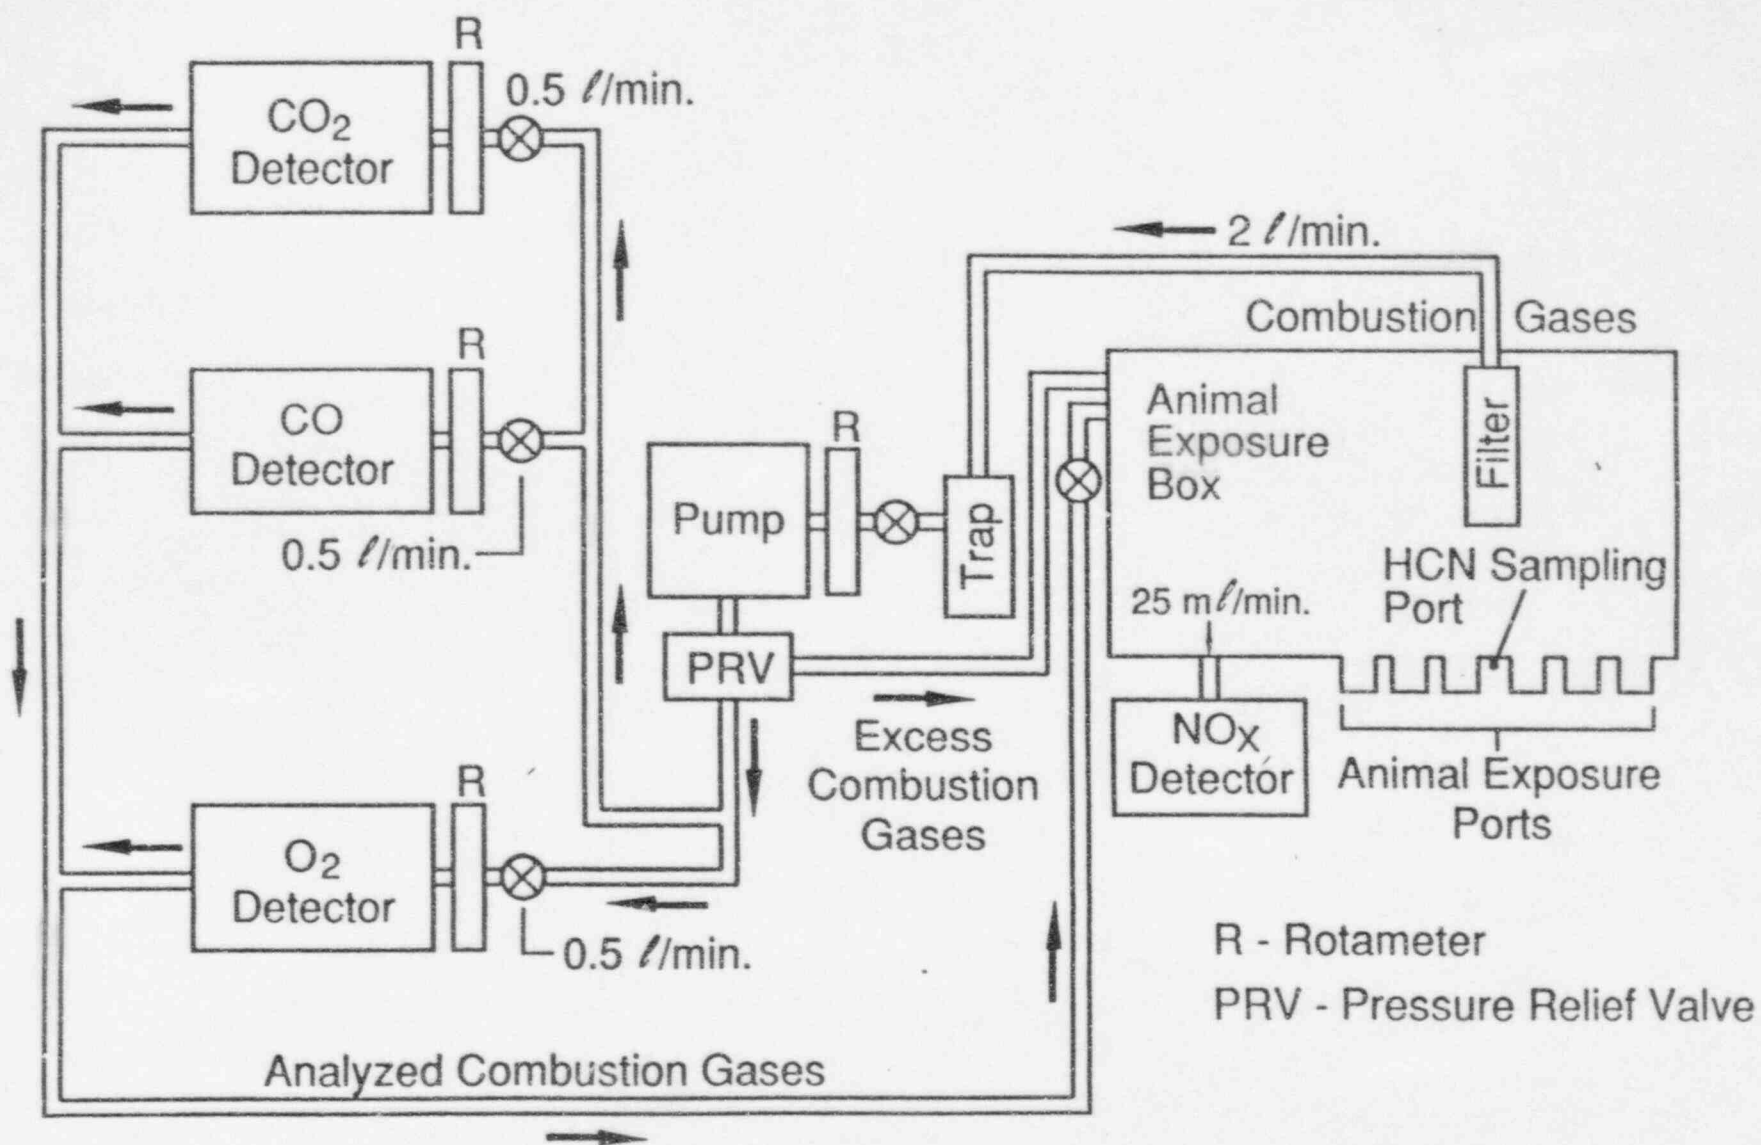 R
0.5 ℓ/min.
CO₂
Detector
2 ℓ/min.
Combustion Gases
R
CO
Detector
0.5 ℓ/min.
R
Pump
Trap
Animal
Exposure
Box
Filter
HCN Sampling
Port
25 mℓ/min.
PRV
Excess
Combustion
Gases
NOX
Detector
Animal Exposure
Ports
R
O₂
Detector
0.5 ℓ/min.
R - Rotameter
PRV - Pressure Relief Valve
Analyzed Combustion Gases